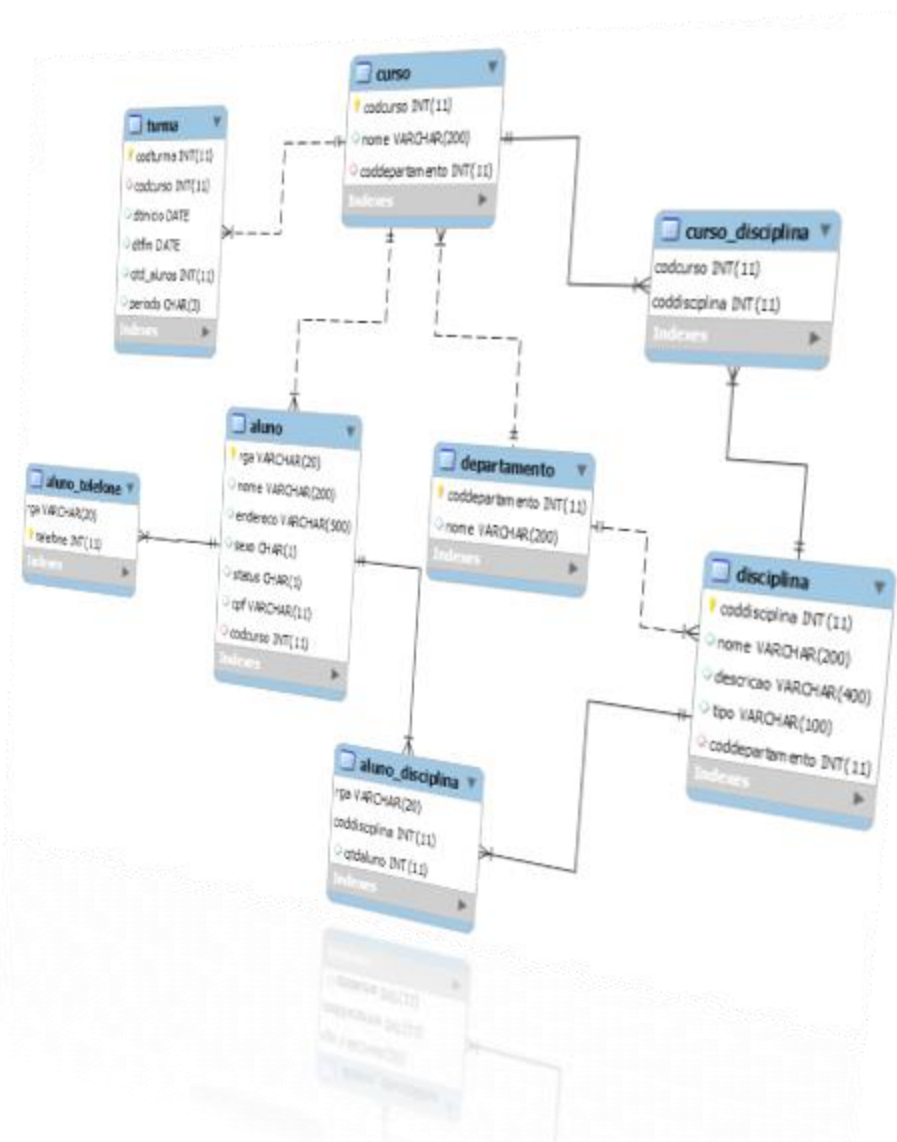 curso
codcurso INT(11)
nome VARCHAR(200)
coddepartamento INT(11)
Indexes
turma
codturma INT(11)
codcurso INT(11)
dtinicio DATE
dtfim DATE
qtd_alunos INT(11)
periodo CHAR(3)
Indexes
curso_disciplina
codcurso INT(11)
coddisciplina INT(11)
Indexes
aluno
rga VARCHAR(20)
nome VARCHAR(200)
endereco VARCHAR(500)
sexo CHAR(1)
status CHAR(1)
cpf VARCHAR(11)
codcurso INT(11)
Indexes
departamento
coddepartamento INT(11)
nome VARCHAR(200)
Indexes
aluno_telefone
rga VARCHAR(20)
telefone INT(11)
Indexes
disciplina
coddisciplina INT(11)
nome VARCHAR(200)
descricao VARCHAR(400)
tipo VARCHAR(100)
coddepartamento INT(11)
Indexes
aluno_disciplina
rga VARCHAR(20)
coddisciplina INT(11)
qtdaluno INT(11)
Indexes